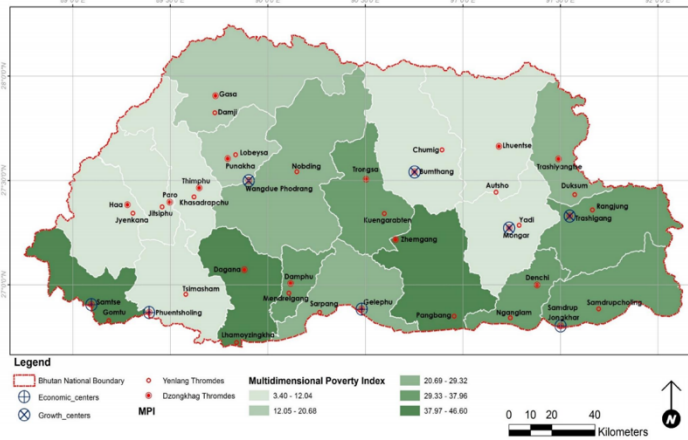 27°30'N
27°0'N
Gasa
Damji
Lobeysa
Punakha
Nobding
Wangdue Phodrang
Thimphu
Paro
Khasadrapchu
Haa
Jitsiphu
Jyenkana
Chumig
Bumthang
Lhuentse
Trongsa
Trashiyangtse
Autsho
Duksum
Rangjung
Trashigang
Yadi
Mongar
Kuengarabten
Zhemgang
Dagana
Damphu
Denchi
Tsimasham
Mendrelgang
Sarpang
Gelephu
Samtse
Gomtu
Phuentsholing
Lhamoyzingkha
Pangbang
Nganglam
Samdrup
Jongkhar
Samdrupcholing
Legend
Bhutan National Boundary
Economic_centers
Growth_centers
Yenlang Thromdes
Dzongkhag Thromdes
MPI
Multidimensional Poverty Index
3.40 - 12.04
12.05 - 20.68
20.69 - 29.32
29.33 - 37.96
37.97 - 46.60
N
0 10 20 40
Kilometers